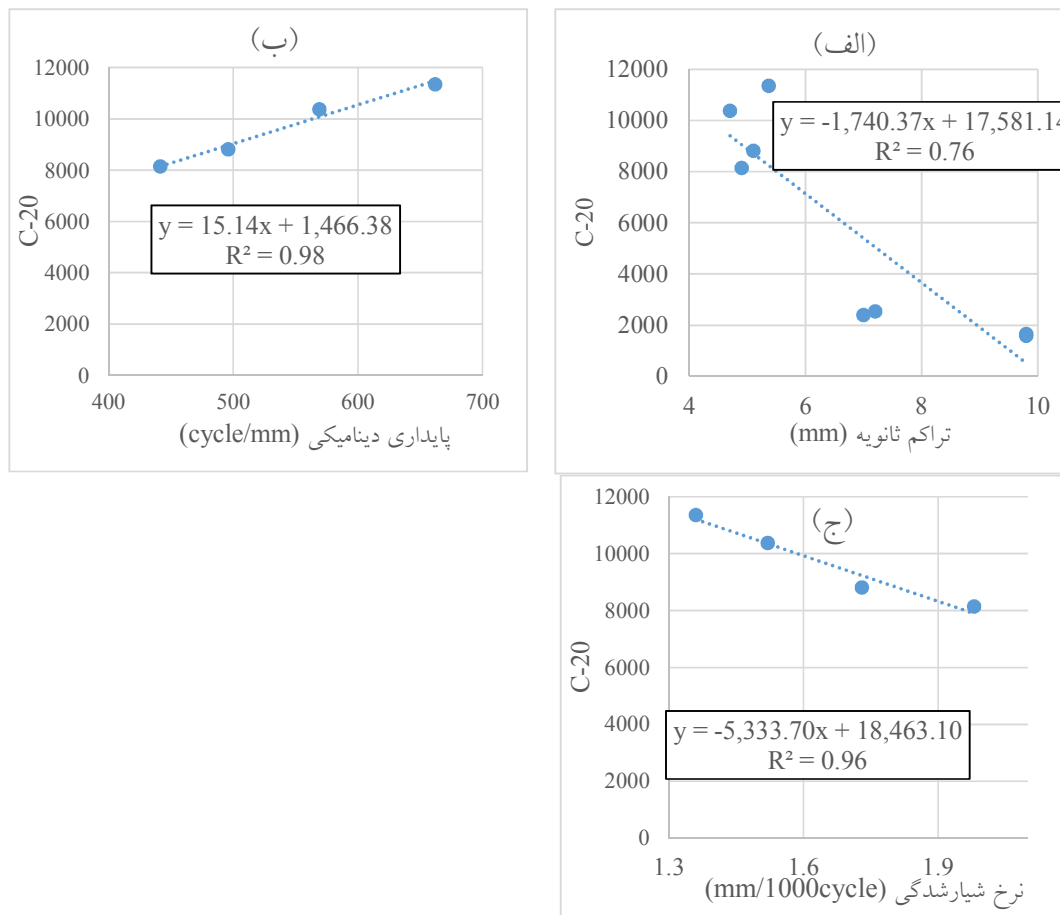 (الف)
12000
10000
8000
6000
4000
2000
0
C-20
y = -1,740.37x + 17,581.14
R² = 0.76
4 6 8 10
تراکم ثانویه (mm)
(ب)
12000
10000
8000
6000
4000
2000
0
C-20
y = 15.14x + 1,466.38
R² = 0.98
400 500 600 700
پایداری دینامیکی (cycle/mm)
(ج)
12000
10000
8000
6000
4000
2000
0
C-20
y = -5,333.70x + 18,463.10
R² = 0.96
1.3 1.6 1.9
نرخ شیارشدگی (mm/1000cycle)